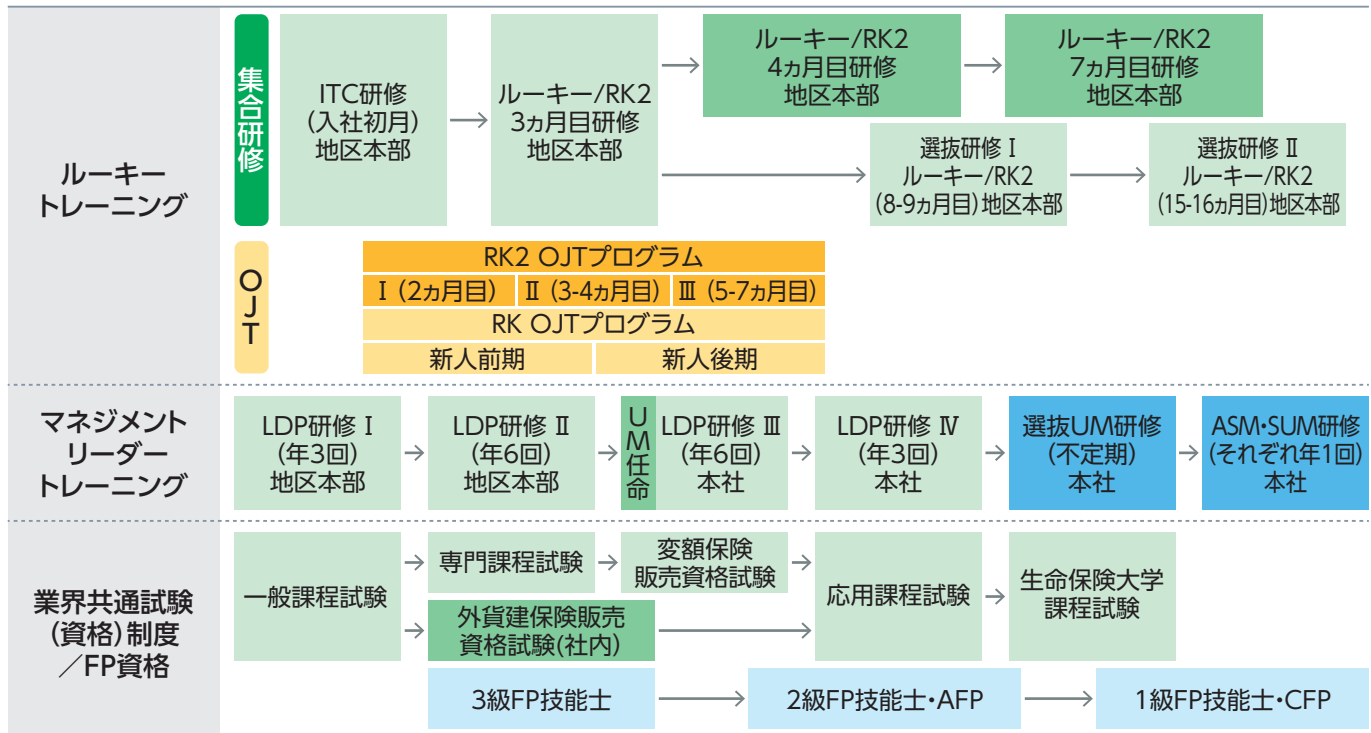 ルーキー
トレーニング
集合研修
ITC研修
(入社初月)
地区本部
ルーキー/RK2
3ヵ月目研修
地区本部
ルーキー/RK2
4ヵ月目研修
地区本部
ルーキー/RK2
7ヵ月目研修
地区本部
選抜研修 Ⅰ
ルーキー/RK2
(8-9ヵ月目)地区本部
選抜研修 Ⅱ
ルーキー/RK2
(15-16ヵ月目)地区本部
OJT
RK2 OJTプログラム
Ⅰ (2ヵ月目)
Ⅱ (3-4ヵ月目)
Ⅲ (5-7ヵ月目)
RK OJTプログラム
新人前期
新人後期
マネジメント
リーダー
トレーニング
LDP研修 Ⅰ
(年3回)
地区本部
LDP研修 Ⅱ
(年6回)
地区本部
UM任命
LDP研修 Ⅲ
(年6回)
本社
LDP研修 Ⅳ
(年3回)
本社
選抜UM研修
(不定期)
本社
ASM・SUM研修
(それぞれ年1回)
本社
業界共通試験
(資格)制度
／FP資格
一般課程試験
専門課程試験
変額保険
販売資格試験
外貨建保険販売
資格試験(社内)
応用課程試験
生命保険大学
課程試験
3級FP技能士
2級FP技能士・AFP
1級FP技能士・CFP